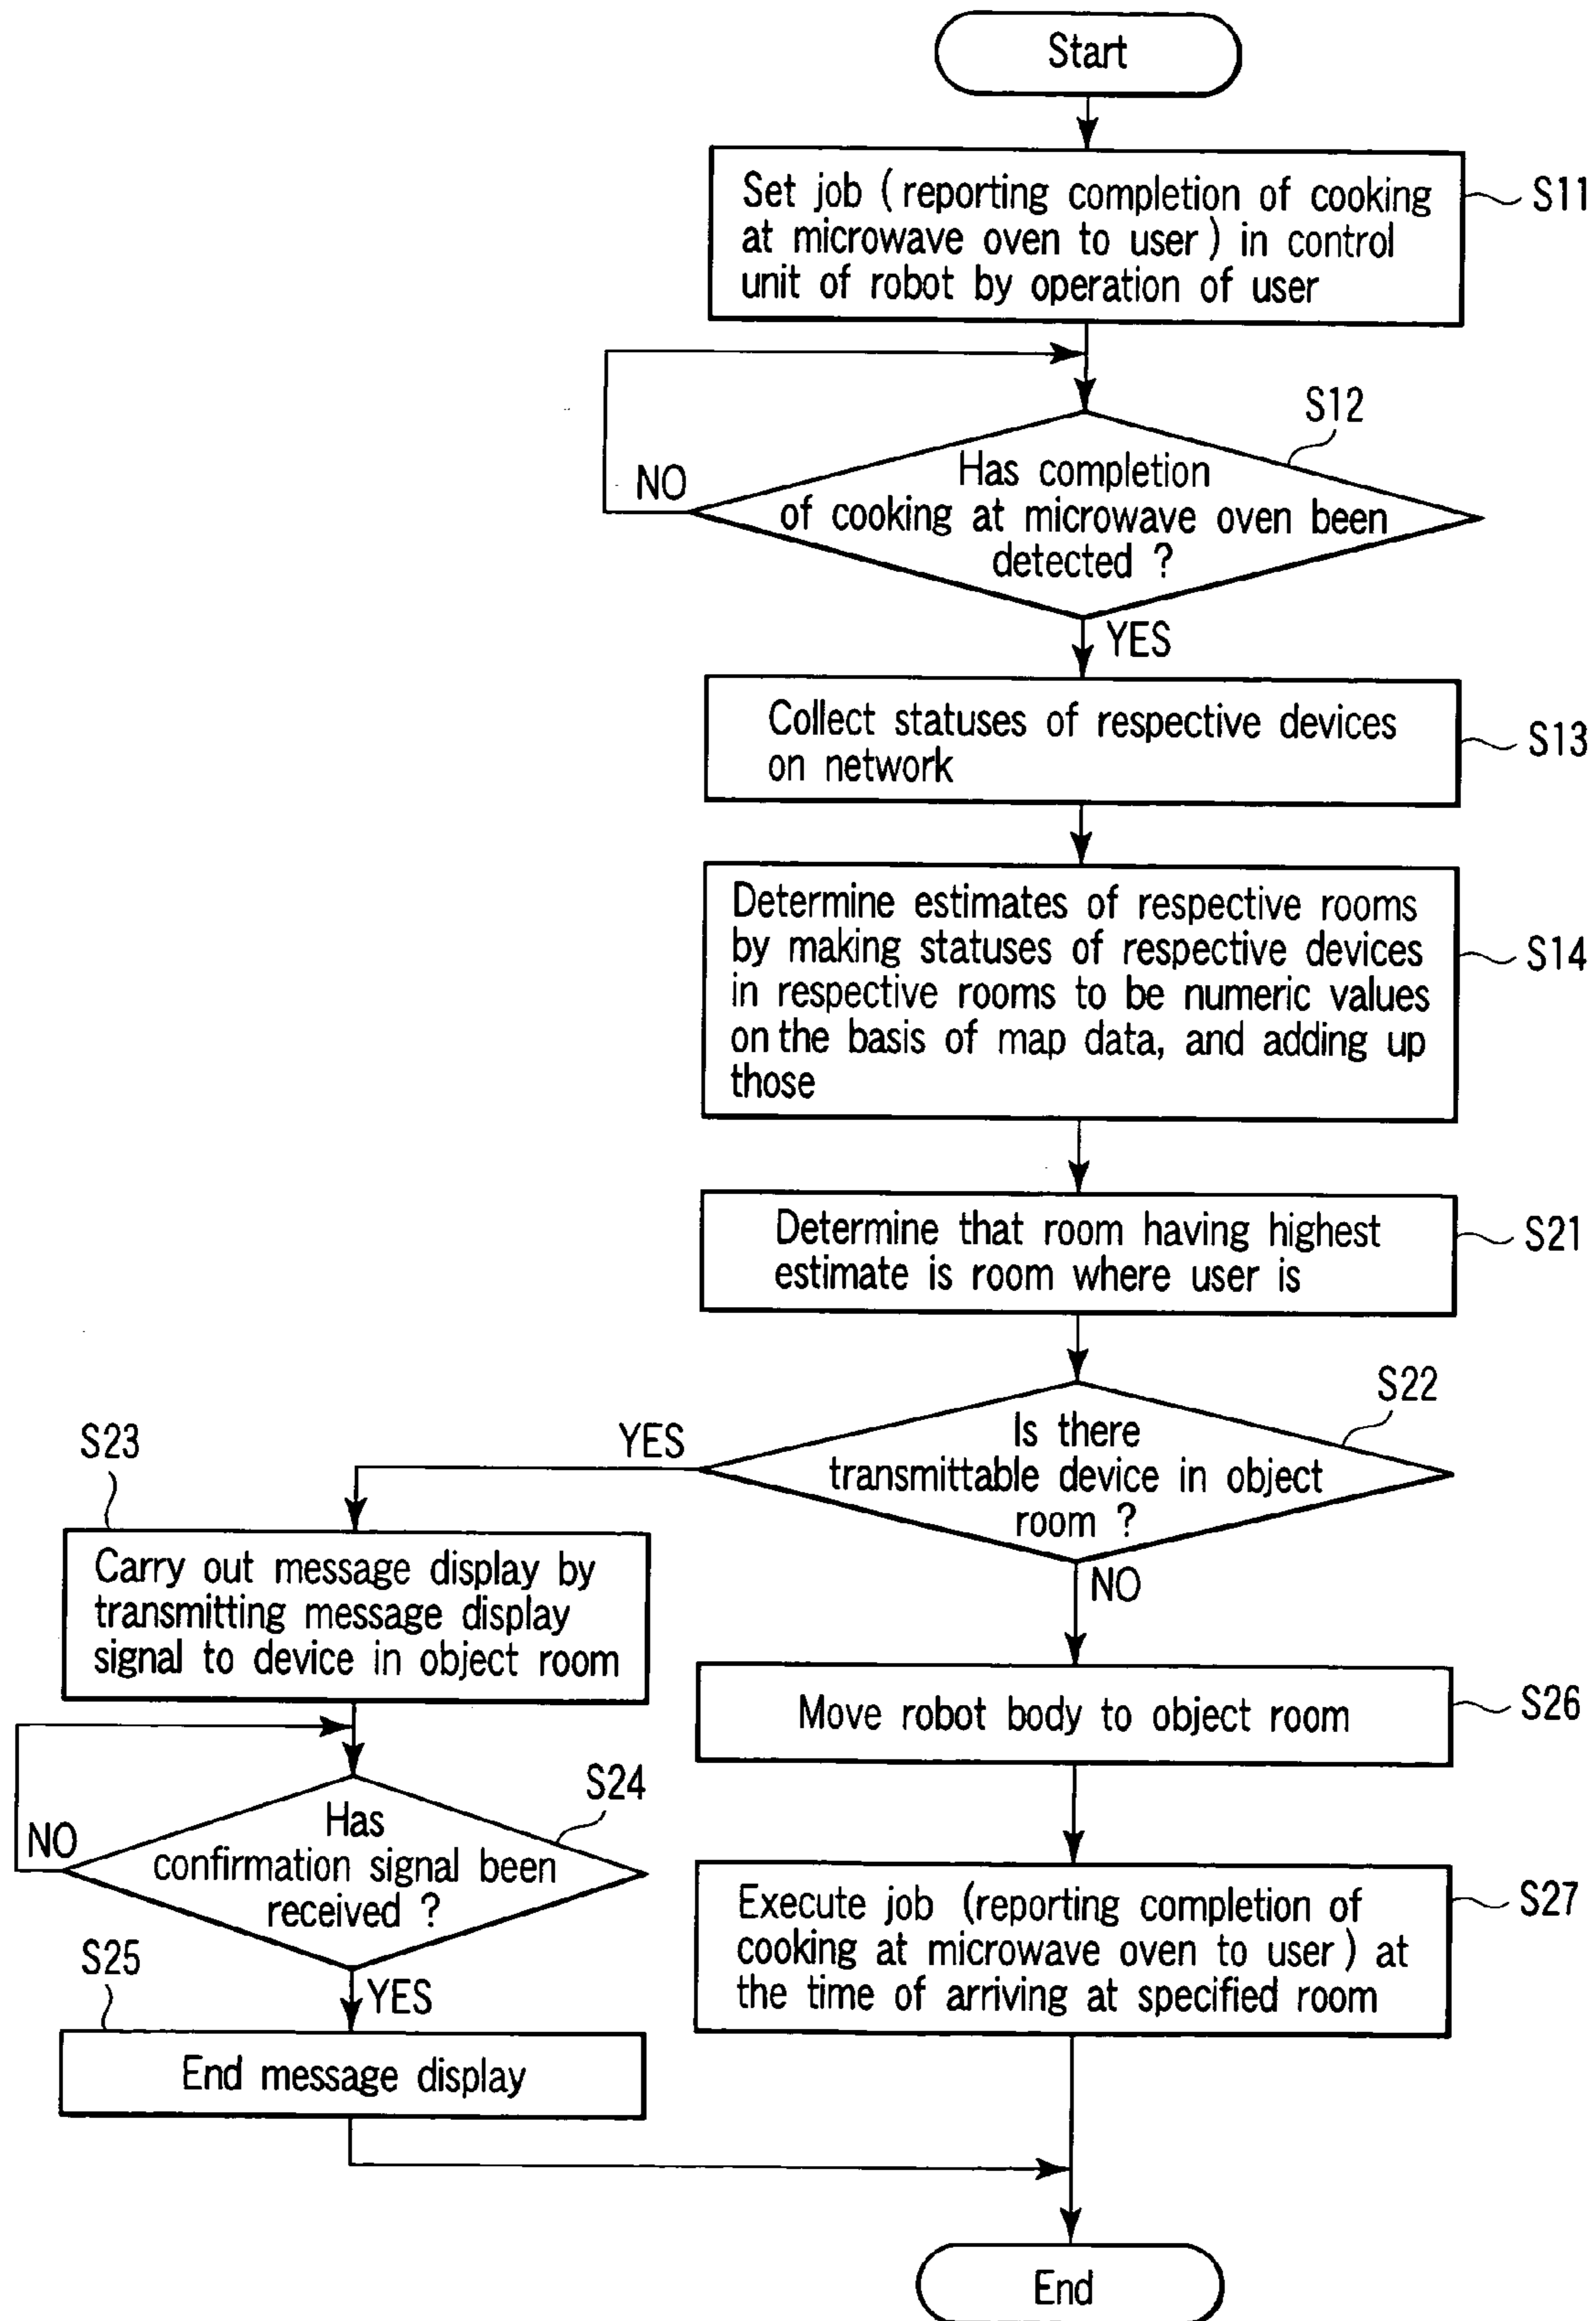 Start
Set job (reporting completion of cooking
at microwave oven to user) in control
unit of robot by operation of user
S11
S12
Has completion
of cooking at microwave oven been
detected ?
NO
YES
Collect statuses of respective devices
on network
S13
Determine estimates of respective rooms
by making statuses of respective devices
in respective rooms to be numeric values
on the basis of map data, and adding up
those
S14
Determine that room having highest
estimate is room where user is
S21
S22
Is there
transmittable device in object
room ?
YES
NO
S23
Carry out message display by
transmitting message display
signal to device in object room
Move robot body to object room
S26
S24
Has
confirmation signal been
received ?
NO
YES
Execute job (reporting completion of
cooking at microwave oven to user) at
the time of arriving at specified room
S27
S25
End message display
End